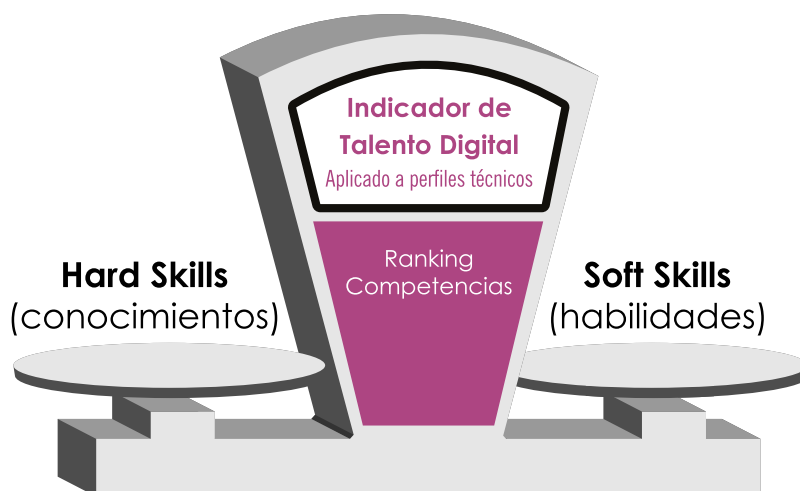 Indicador de
Talento Digital
Aplicado a perfiles técnicos
Ranking
Competencias
Hard Skills
(conocimientos)
Soft Skills
(habilidades)